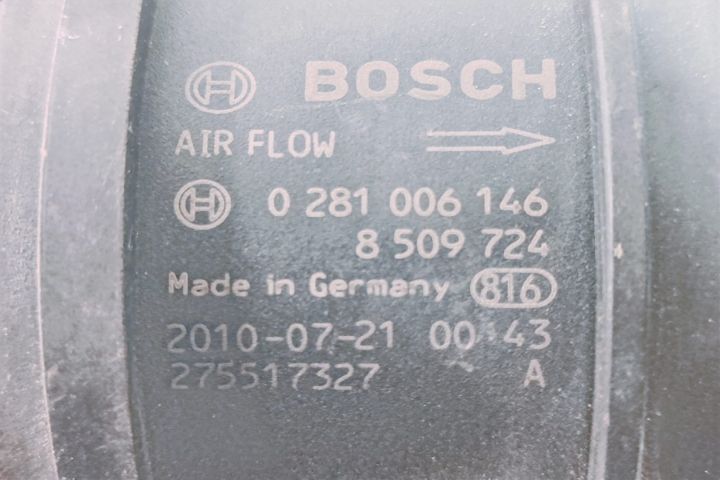 BOSCH
AIR FLOW
0 281 006 146
8 509 724
Made in Germany 816
2010-07-21 00 43
275517327 A